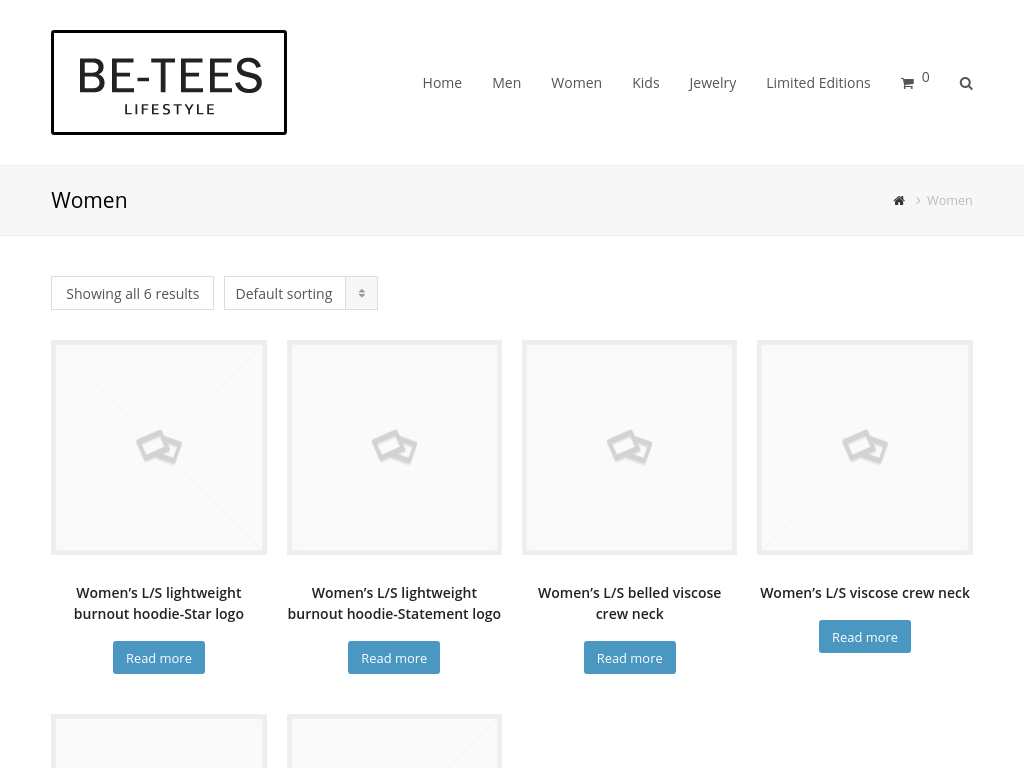 BE-TEES
LIFESTYLE
Home Men Women Kids Jewelry Limited Editions 0
Women
Women
Showing all 6 results Default sorting
Women’s L/S lightweight
burnout hoodie-Star logo
Read more
Women’s L/S lightweight
burnout hoodie-Statement logo
Read more
Women’s L/S belled viscose
crew neck
Read more
Women’s L/S viscose crew neck
Read more